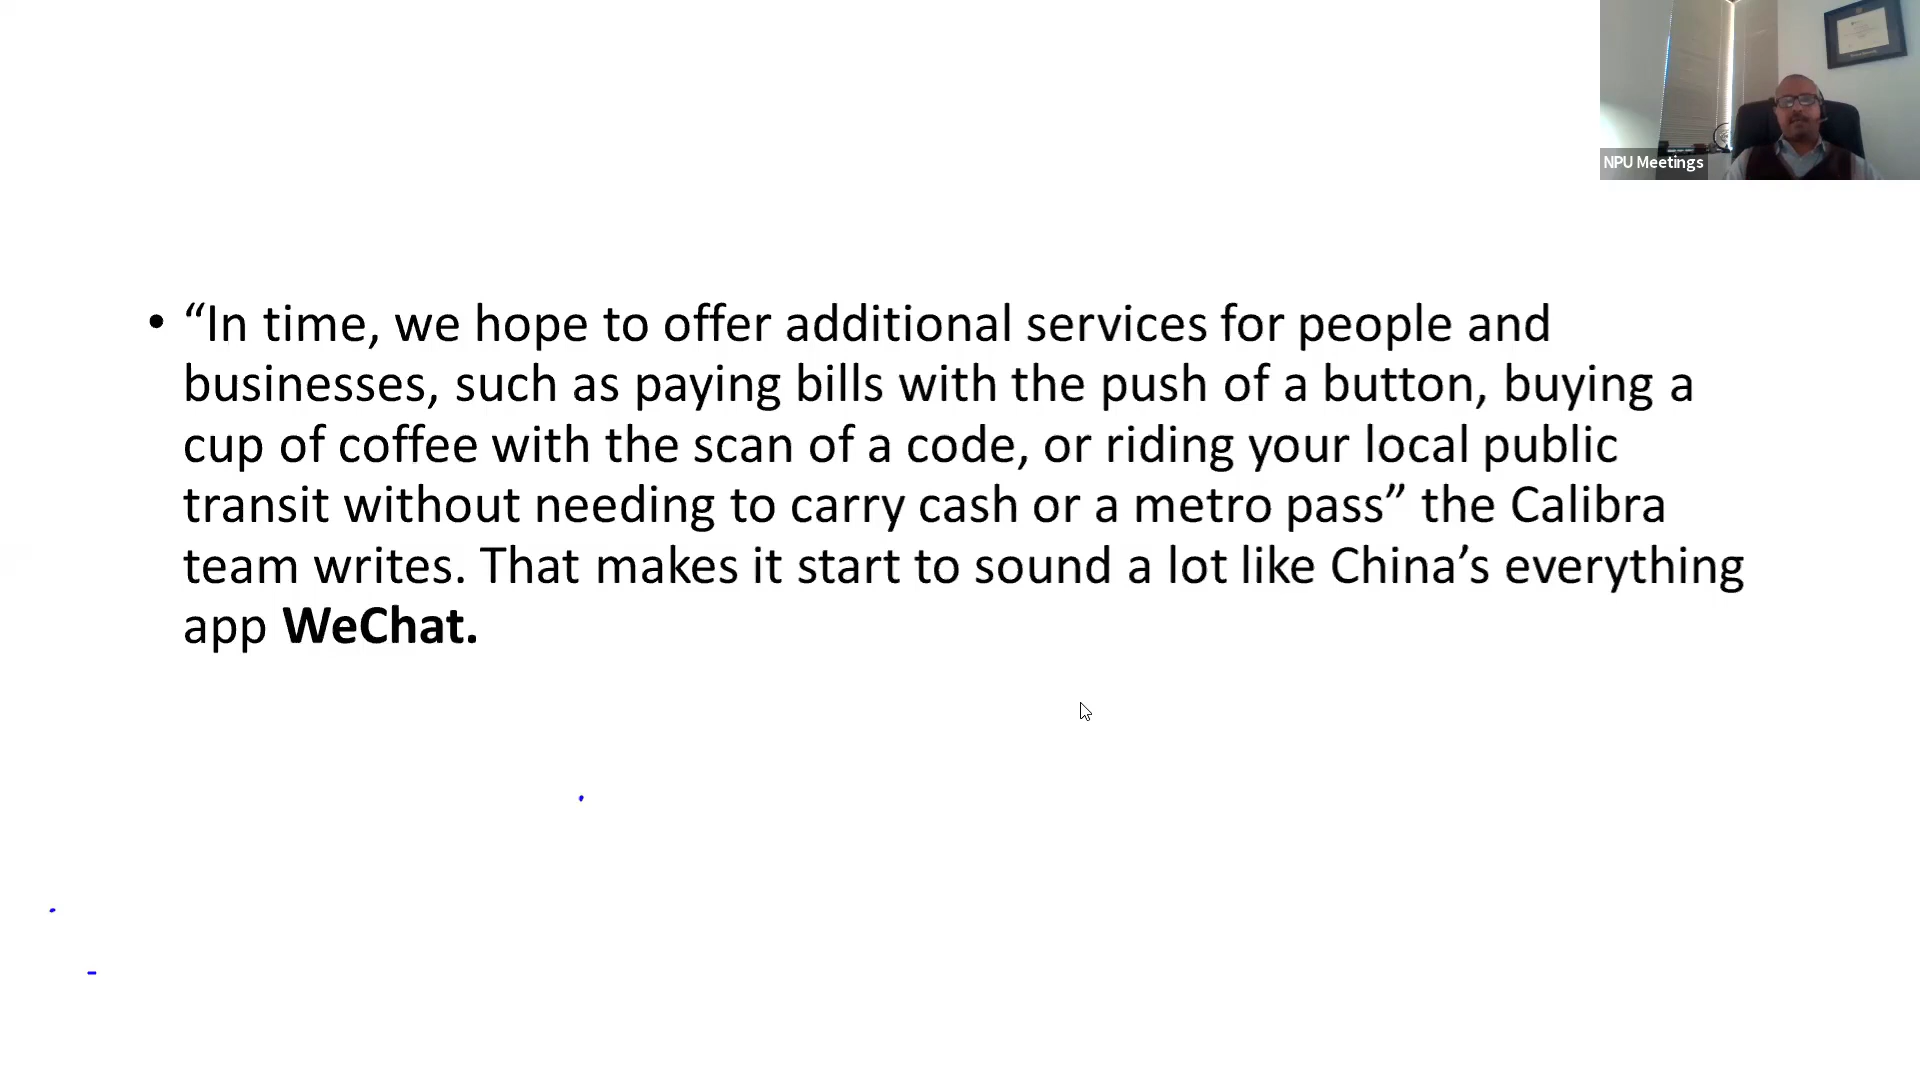 NPU Meetings
• “In time, we hope to offer additional services for people and
businesses, such as paying bills with the push of a button, buying a
cup of coffee with the scan of a code, or riding your local public
transit without needing to carry cash or a metro pass” the Calibra
team writes. That makes it start to sound a lot like China’s everything
app WeChat.